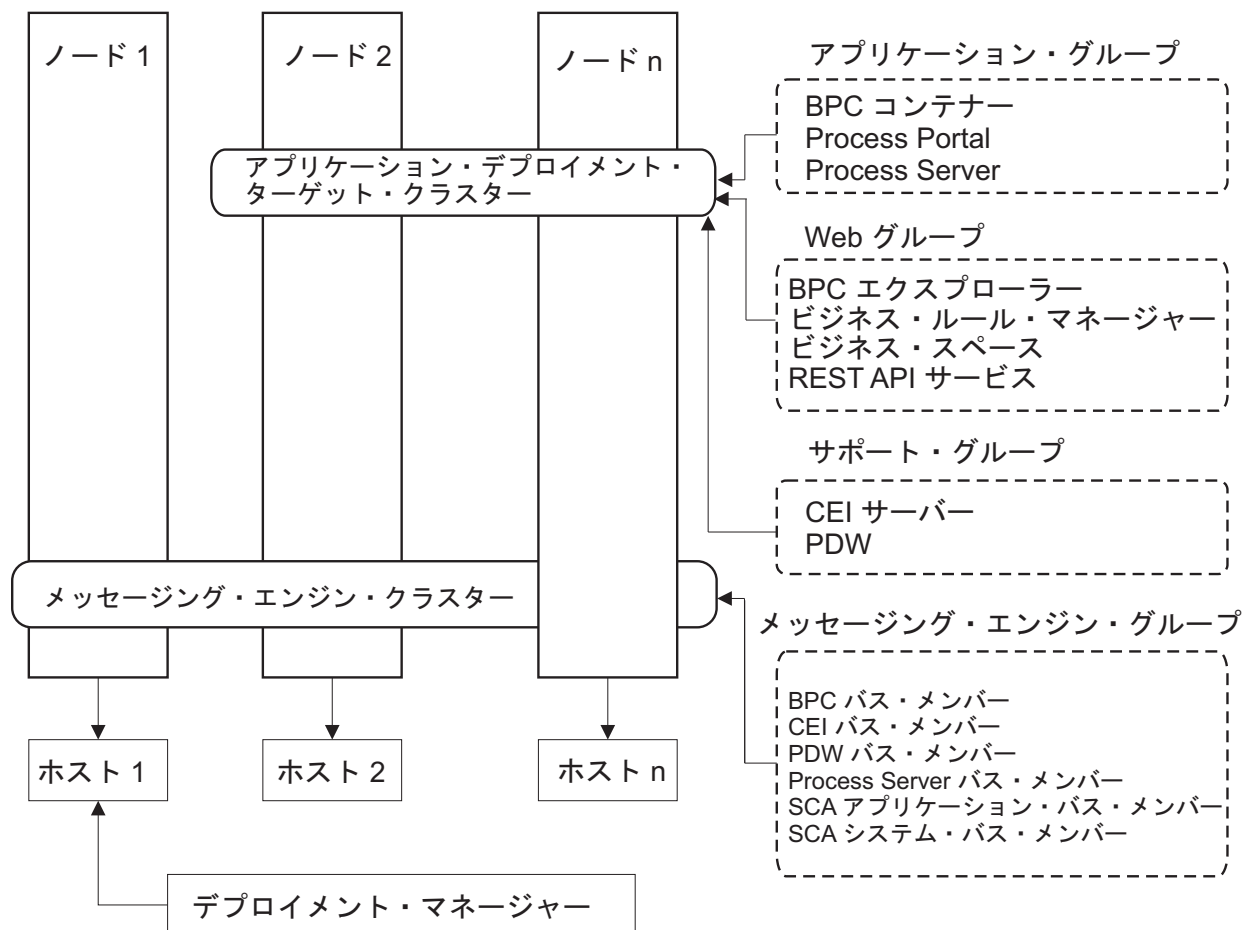 ノード 1
ノード 2
ノード n
アプリケーション・デプロイメント・
ターゲット・クラスター
メッセージング・エンジン・クラスター
ホスト 1
ホスト 2
ホスト n
デプロイメント・マネージャー
アプリケーション・グループ
BPC コンテナー
Process Portal
Process Server
Web グループ
BPC エクスプローラー
ビジネス・ルール・マネージャー
ビジネス・スペース
REST API サービス
サポート・グループ
CEI サーバー
PDW
メッセージング・エンジン・グループ
BPC バス・メンバー
CEI バス・メンバー
PDW バス・メンバー
Process Server バス・メンバー
SCA アプリケーション・バス・メンバー
SCA システム・バス・メンバー